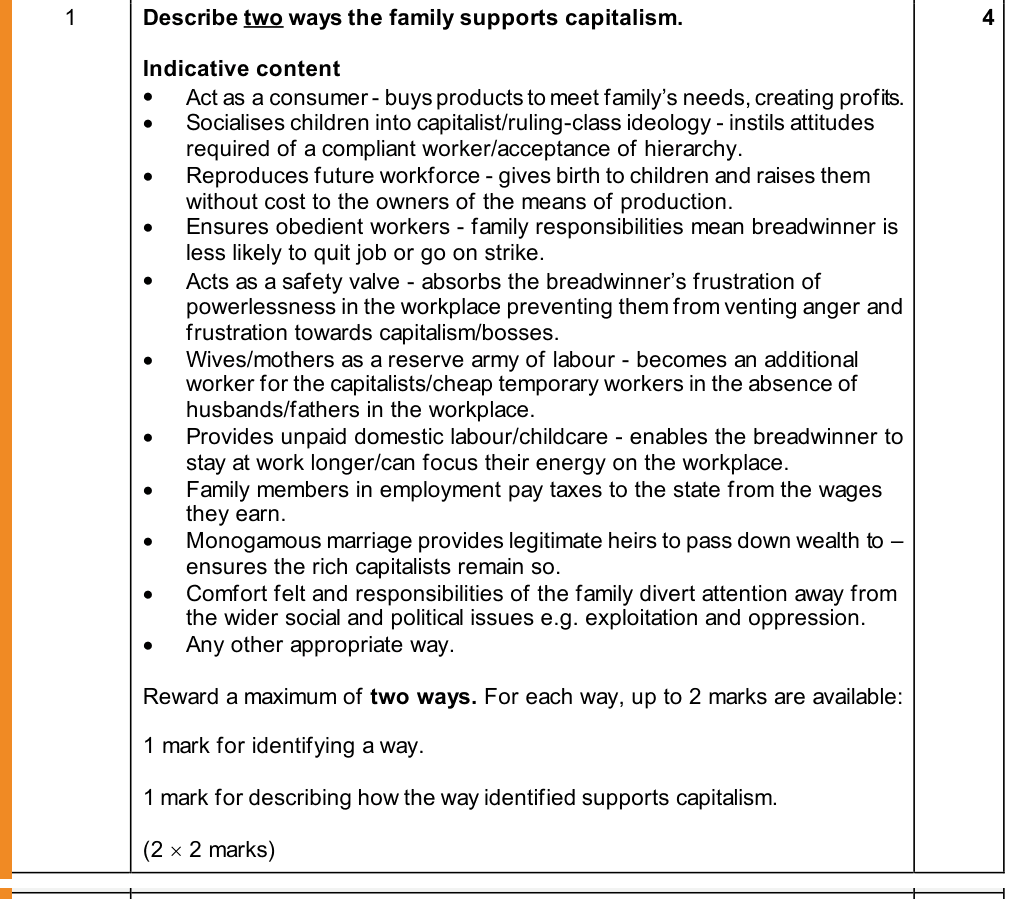 1 Describe two ways the family supports capitalism. 4
Indicative content
• Act as a consumer - buys products to meet family's needs, creating profits.
• Socialises children into capitalist/ruling-class ideology - instils attitudes
required of a compliant worker/acceptance of hierarchy.
• Reproduces future workforce - gives birth to children and raises them
without cost to the owners of the means of production.
• Ensures obedient workers - family responsibilities mean breadwinner is
less likely to quit job or go on strike.
• Acts as a safety valve - absorbs the breadwinner's frustration of
powerlessness in the workplace preventing them from venting anger and
frustration towards capitalism/bosses.
• Wives/mothers as a reserve army of labour - becomes an additional
worker for the capitalists/cheap temporary workers in the absence of
husbands/fathers in the workplace.
• Provides unpaid domestic labour/childcare - enables the breadwinner to
stay at work longer/can focus their energy on the workplace.
• Family members in employment pay taxes to the state from the wages
they earn.
• Monogamous marriage provides legitimate heirs to pass down wealth to –
ensures the rich capitalists remain so.
• Comfort felt and responsibilities of the family divert attention away from
the wider social and political issues e.g. exploitation and oppression.
• Any other appropriate way.
Reward a maximum of two ways. For each way, up to 2 marks are available:
1 mark for identifying a way.
1 mark for describing how the way identified supports capitalism.
(2 × 2 marks)